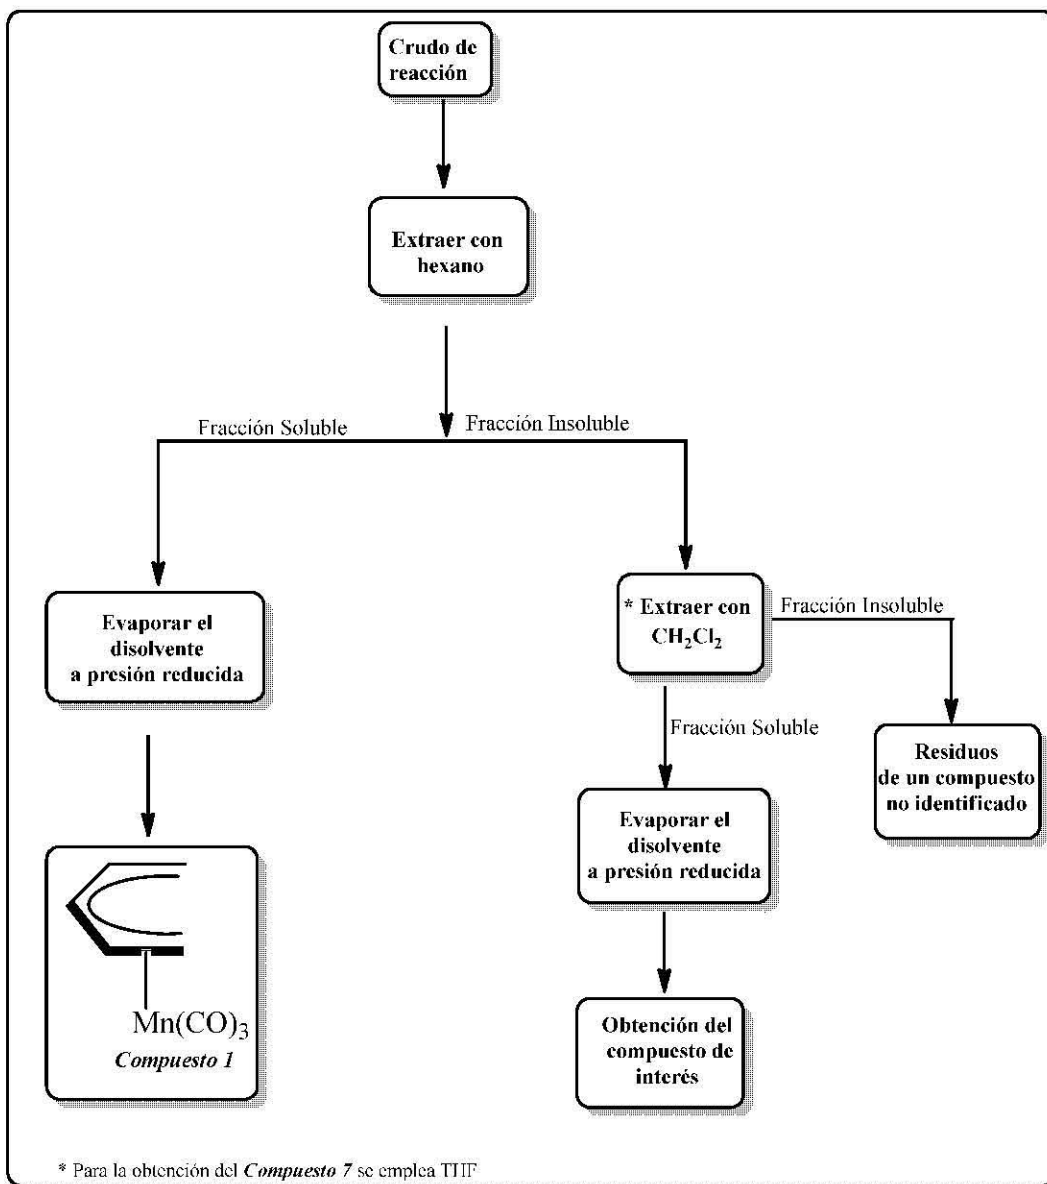 Crudo de
reacción
Extraer con
hexano
Fracción Soluble
Fracción Insoluble
Evaporar el
disolvente
a presión reducida
* Extraer con
CH₂Cl₂
Fracción Insoluble
Fracción Soluble
Residuos
de un compuesto
no identificado
Evaporar el
disolvente
a presión reducida
Mn(CO)₃
Compuesto 1
Obtención del
compuesto de
interés
* Para la obtención del Compuesto 7 se emplea THF